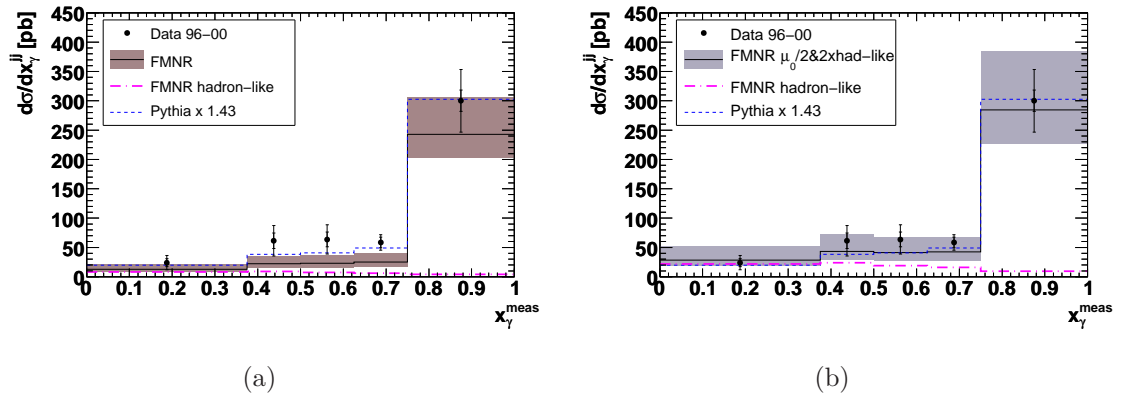 dσ/dx_γ^jj [pb]
450
400
350
300
250
200
150
100
50
0
Data 96-00
FMNR
FMNR hadron-like
Pythia x 1.43
0 0.1 0.2 0.3 0.4 0.5 0.6 0.7 0.8 0.9 1
x_γ^meas
(a)
dσ/dx_γ^jj [pb]
450
400
350
300
250
200
150
100
50
0
Data 96-00
FMNR μ_0/2&2xhad-like
FMNR hadron-like
Pythia x 1.43
0 0.1 0.2 0.3 0.4 0.5 0.6 0.7 0.8 0.9 1
x_γ^meas
(b)